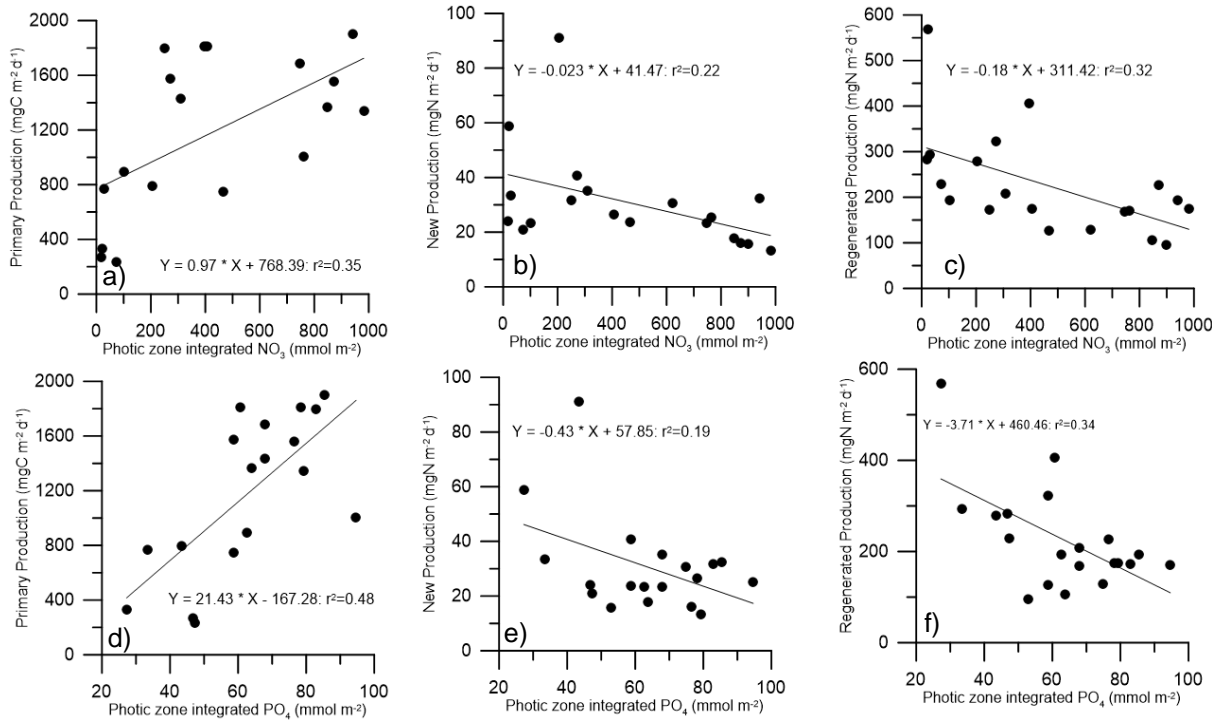 2000
1600
1200
800
400
0
Primary Production (mgC m⁻² d⁻¹)
Y = 0.97 * X + 768.39: r²=0.35
a)
0 200 400 600 800 1000
Photic zone integrated NO₃ (mmol m⁻²)
100
80
60
40
20
0
New Production (mgN m⁻² d⁻¹)
Y = -0.023 * X + 41.47: r²=0.22
b)
0 200 400 600 800 1000
Photic zone integrated NO₃ (mmol m⁻²)
600
500
400
300
200
100
0
Regenerated Production (mgN m⁻² d⁻¹)
Y = -0.18 * X + 311.42: r²=0.32
c)
0 200 400 600 800 1000
Photic zone integrated NO₃ (mmol m⁻²)
2000
1600
1200
800
400
0
Primary Production (mgC m⁻² d⁻¹)
Y = 21.43 * X - 167.28: r²=0.48
d)
20 40 60 80 100
Photic zone integrated PO₄ (mmol m⁻²)
100
80
60
40
20
0
New Production (mgN m⁻² d⁻¹)
Y = -0.43 * X + 57.85: r²=0.19
e)
20 40 60 80 100
Photic zone integrated PO₄ (mmol m⁻²)
600
400
200
0
Regenerated Production (mgN m⁻² d⁻¹)
Y = -3.71 * X + 460.46: r²=0.34
f)
20 40 60 80 100
Photic zone integrated PO₄ (mmol m⁻²)